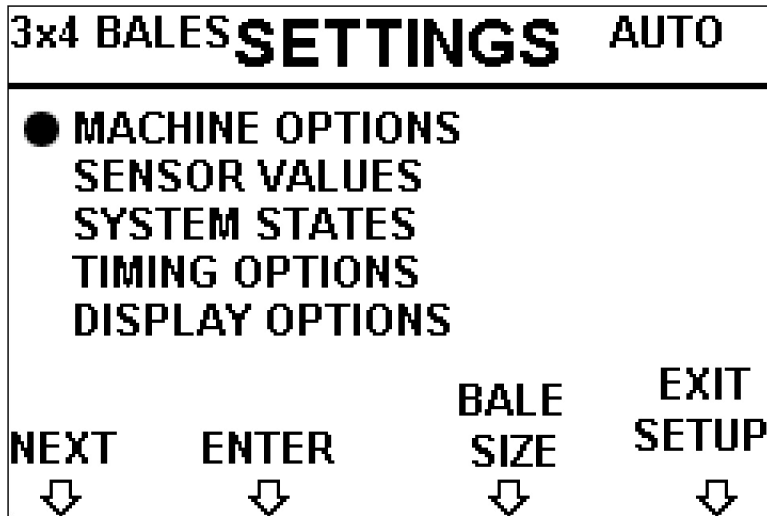 3x4 BALES SETTINGS AUTO
MACHINE OPTIONS
SENSOR VALUES
SYSTEM STATES
TIMING OPTIONS
DISPLAY OPTIONS
NEXT
ENTER
BALE
SIZE
EXIT
SETUP